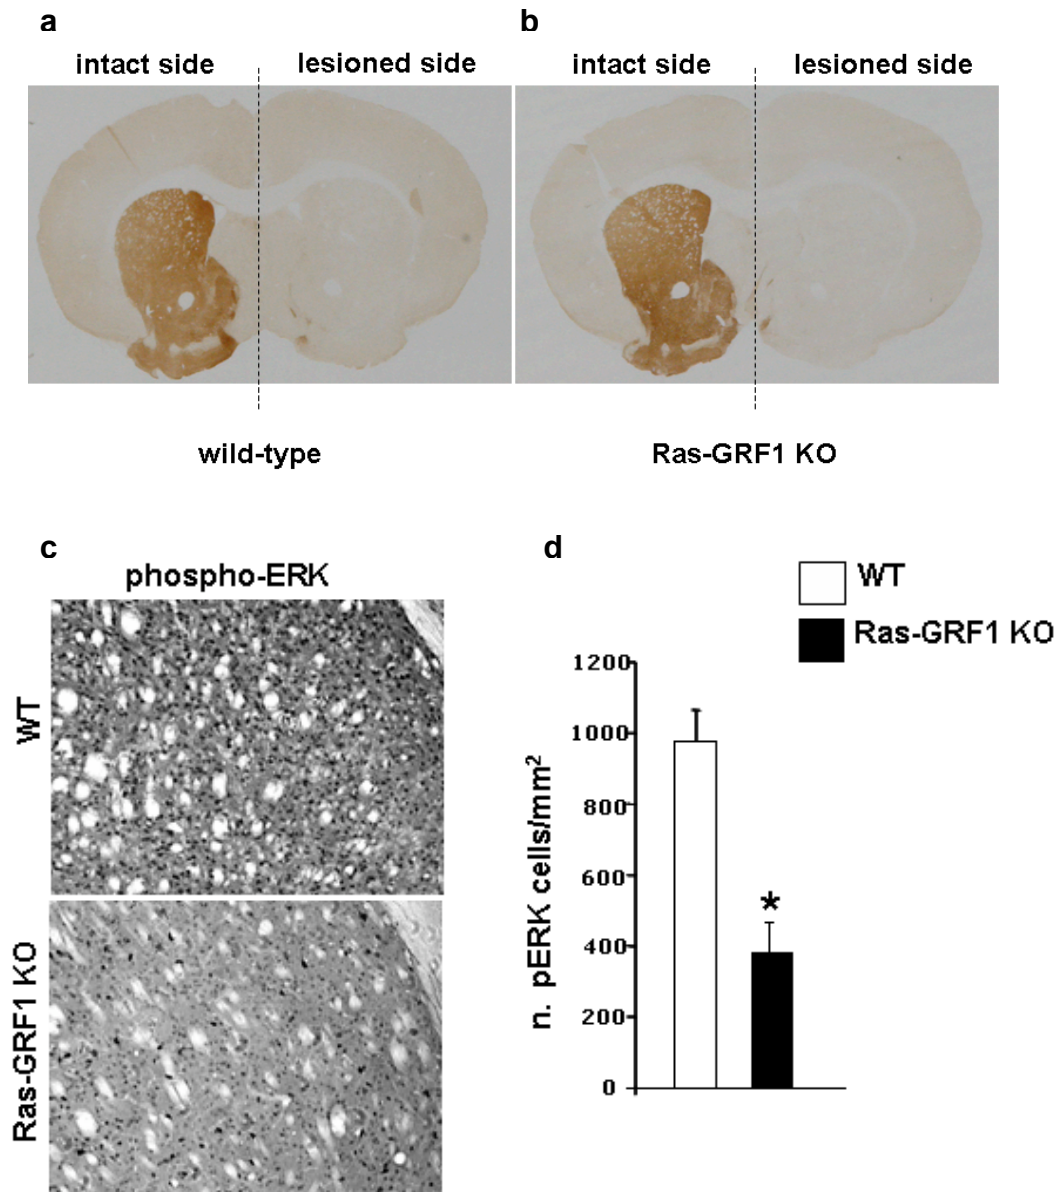 a
b
intact side
lesioned side
intact side
lesioned side
wild-type
Ras-GRF1 KO
c
phospho-ERK
WT
Ras-GRF1 KO
d
WT
Ras-GRF1 KO
n. pERK cells/mm²
1200
1000
800
600
400
200
0
*